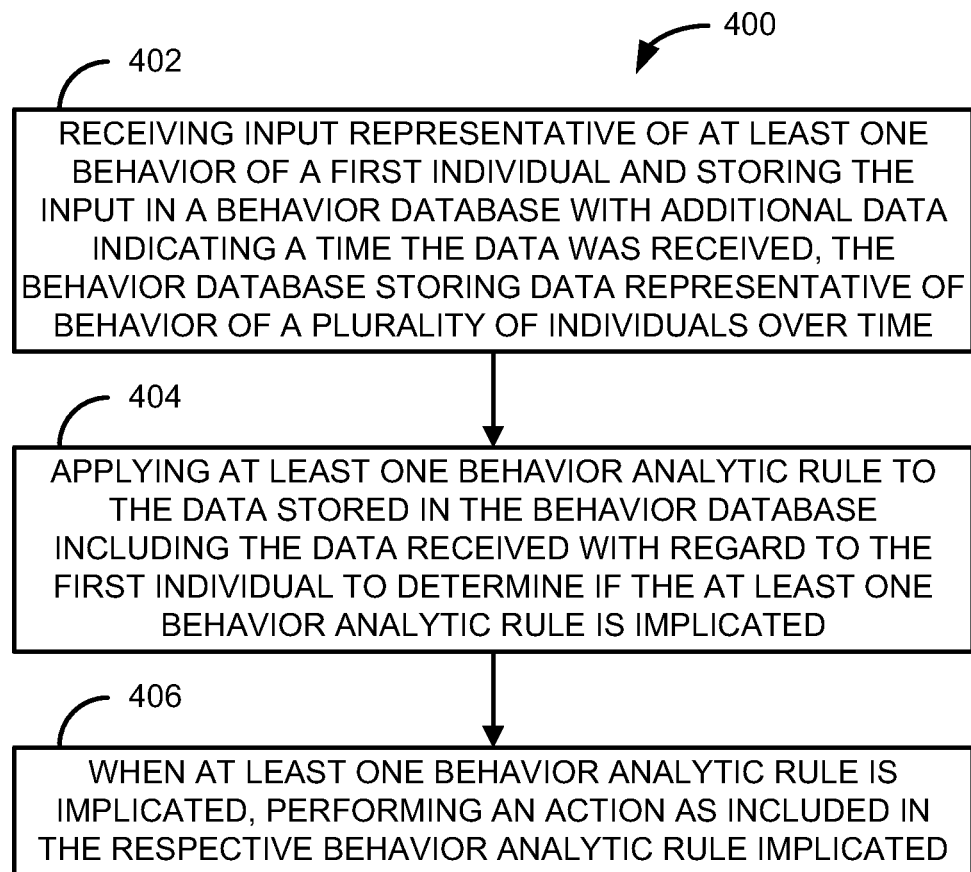 400
402
RECEIVING INPUT REPRESENTATIVE OF AT LEAST ONE
BEHAVIOR OF A FIRST INDIVIDUAL AND STORING THE
INPUT IN A BEHAVIOR DATABASE WITH ADDITIONAL DATA
INDICATING A TIME THE DATA WAS RECEIVED, THE
BEHAVIOR DATABASE STORING DATA REPRESENTATIVE OF
BEHAVIOR OF A PLURALITY OF INDIVIDUALS OVER TIME
404
APPLYING AT LEAST ONE BEHAVIOR ANALYTIC RULE TO
THE DATA STORED IN THE BEHAVIOR DATABASE
INCLUDING THE DATA RECEIVED WITH REGARD TO THE
FIRST INDIVIDUAL TO DETERMINE IF THE AT LEAST ONE
BEHAVIOR ANALYTIC RULE IS IMPLICATED
406
WHEN AT LEAST ONE BEHAVIOR ANALYTIC RULE IS
IMPLICATED, PERFORMING AN ACTION AS INCLUDED IN
THE RESPECTIVE BEHAVIOR ANALYTIC RULE IMPLICATED